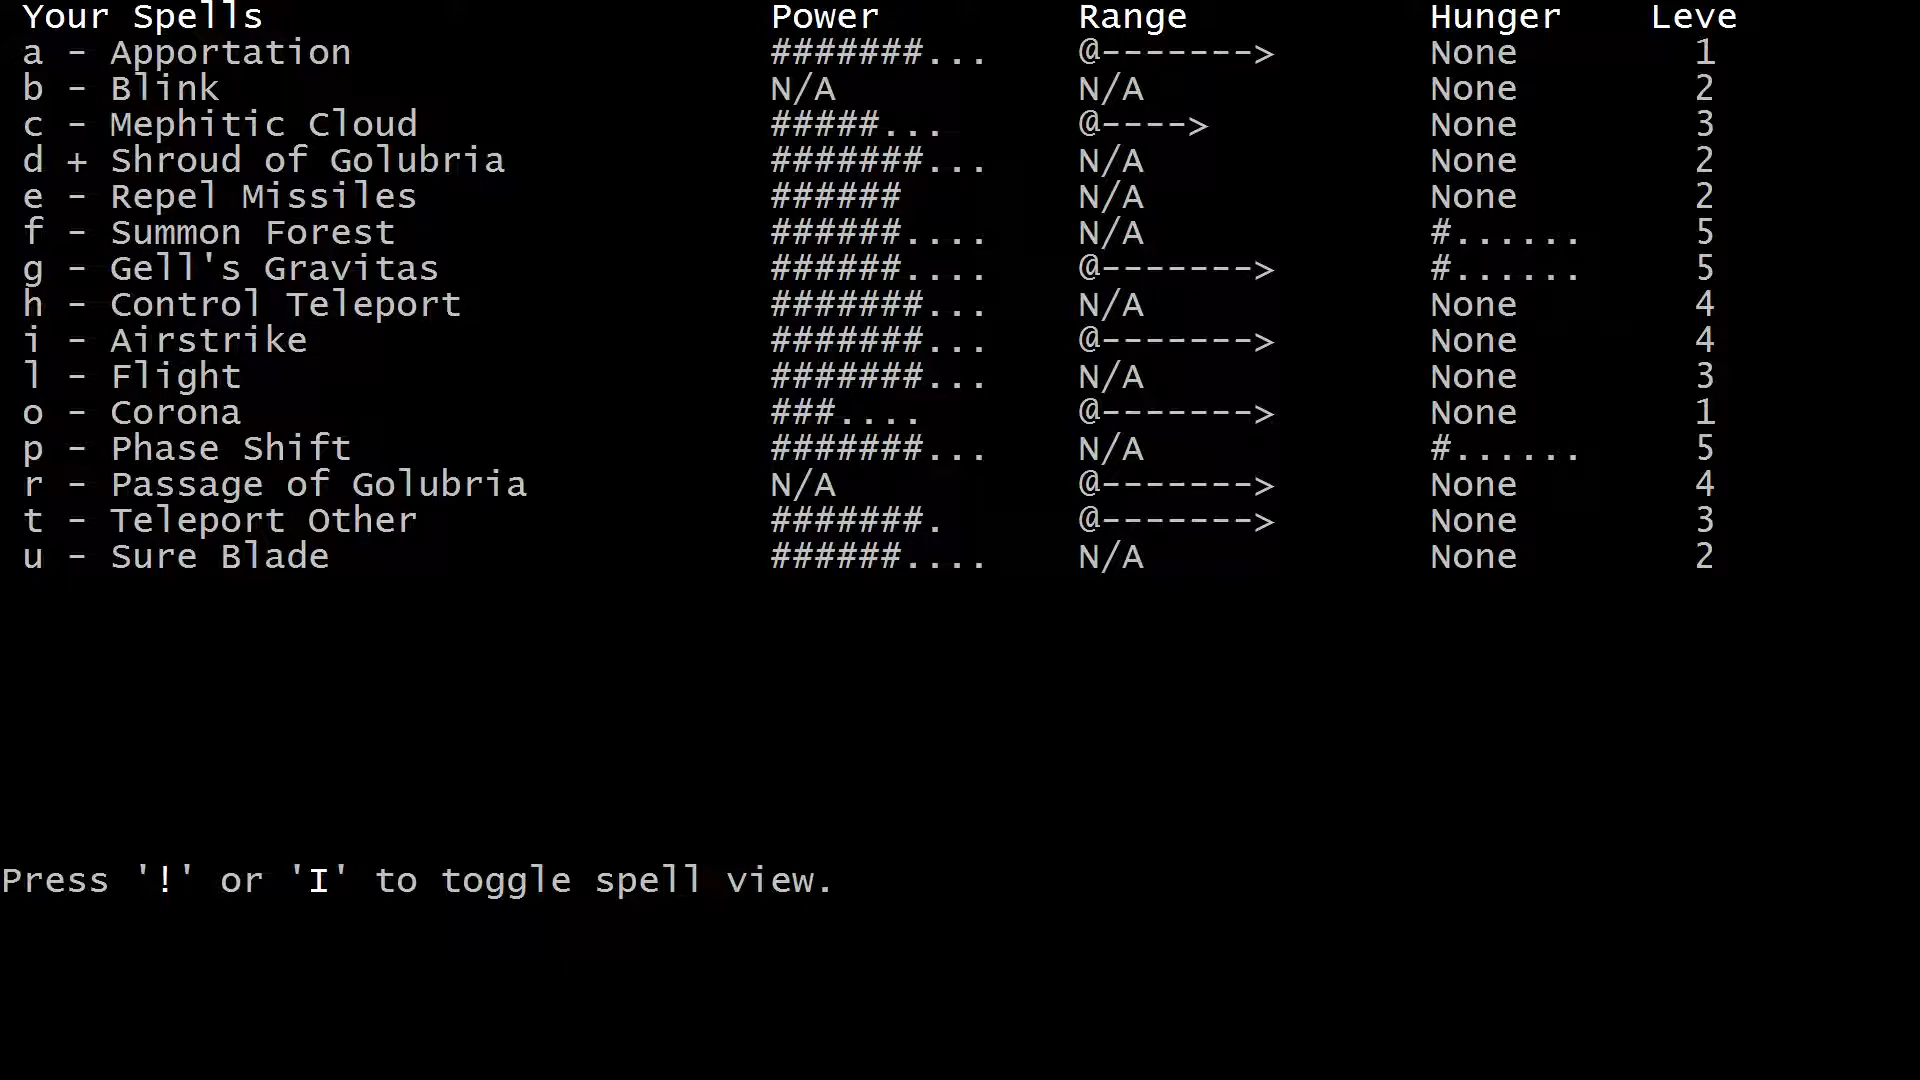 Your Spells Power Range Hunger Leve
a - Apportation #######... @-------> None 1
b - Blink N/A N/A None 2
c - Mephitic Cloud #####... @----> None 3
d + Shroud of Golubria #######... N/A None 2
e - Repel Missiles ###### N/A None 2
f - Summon Forest ######.... N/A #...... 5
g - Gell's Gravitas ######.... @-------> #...... 5
h - Control Teleport #######... N/A None 4
i - Airstrike #######... @-------> None 4
l - Flight #######... N/A None 3
o - Corona ###.... @-------> None 1
p - Phase Shift #######... N/A #...... 5
r - Passage of Golubria N/A @-------> None 4
t - Teleport Other #######. @-------> None 3
u - Sure Blade ######.... N/A None 2
Press '!' or 'I' to toggle spell view.